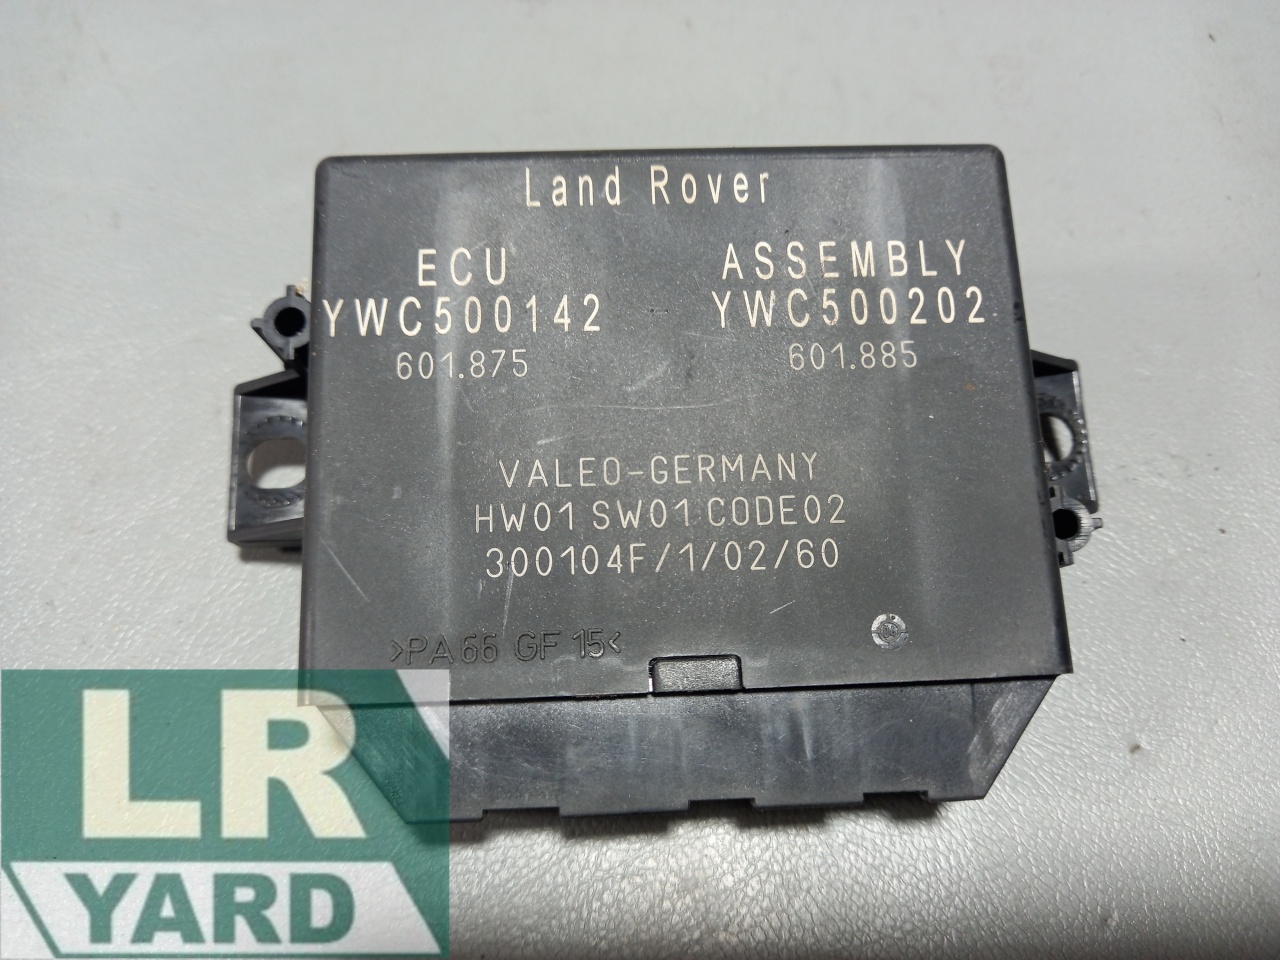 Land Rover
ECU
YWC500142
601.875
ASSEMBLY
YWC500202
601.885
VALEO-GERMANY
HW01 SW01 CODE02
300104F/1/02/60
>PA66 GF 15<
LR
YARD